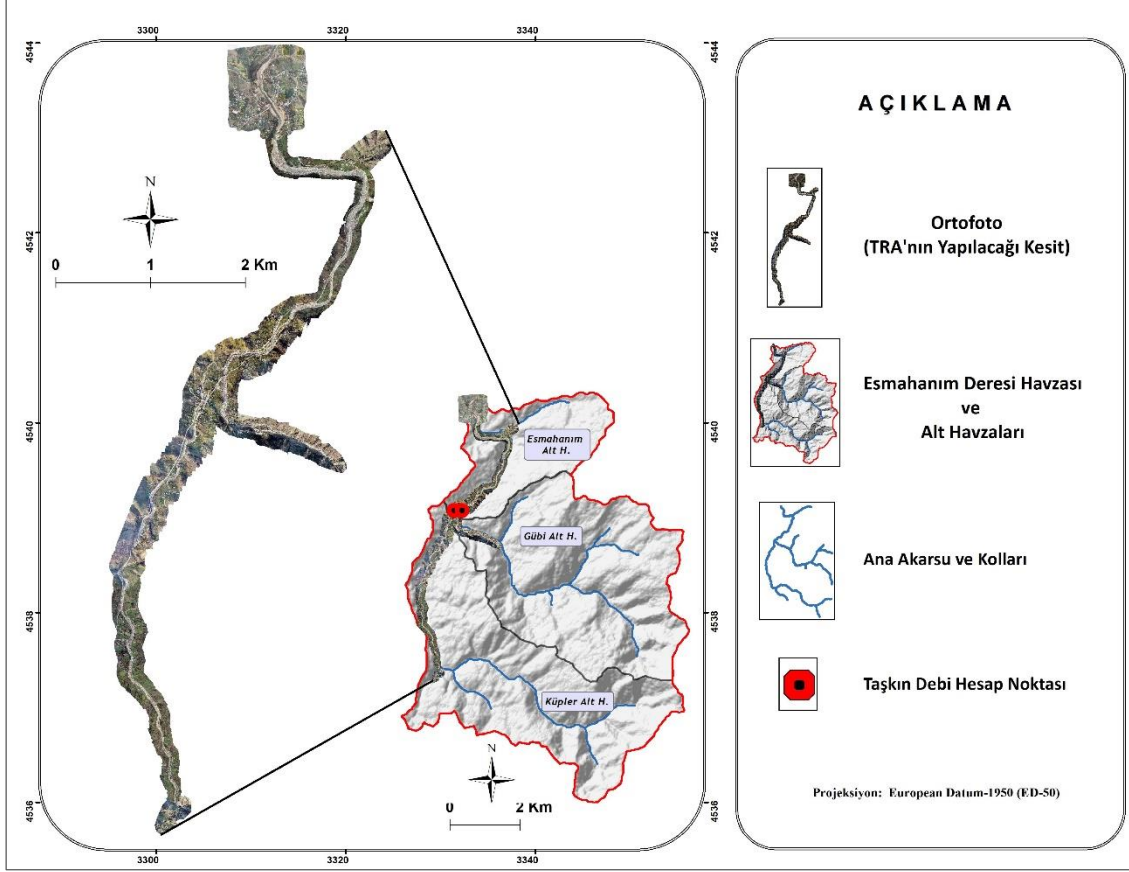 3300
3320
3340
4544
4544
N
0
1
2 Km
4542
4542
4540
4540
Esmahanım
Alt H.
Gübi Alt H.
4538
4538
Küpler Alt H.
N
0
2 Km
4536
4536
3300
3320
3340
AÇIKLAMA
Ortofoto
(TRA'nın Yapılacağı Kesit)
Esmahanım Deresi Havzası
ve
Alt Havzaları
Ana Akarsu ve Kolları
Taşkın Debi Hesap Noktası
Projeksiyon: European Datum-1950 (ED-50)